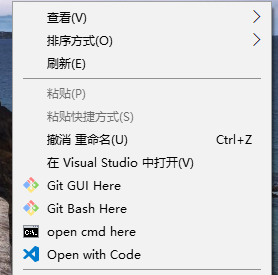 查看(V)
排序方式(O)
刷新(E)
粘贴(P)
粘贴快捷方式(S)
撤消 重命名(U) Ctrl+Z
在 Visual Studio 中打开(V)
Git GUI Here
Git Bash Here
open cmd here
Open with Code